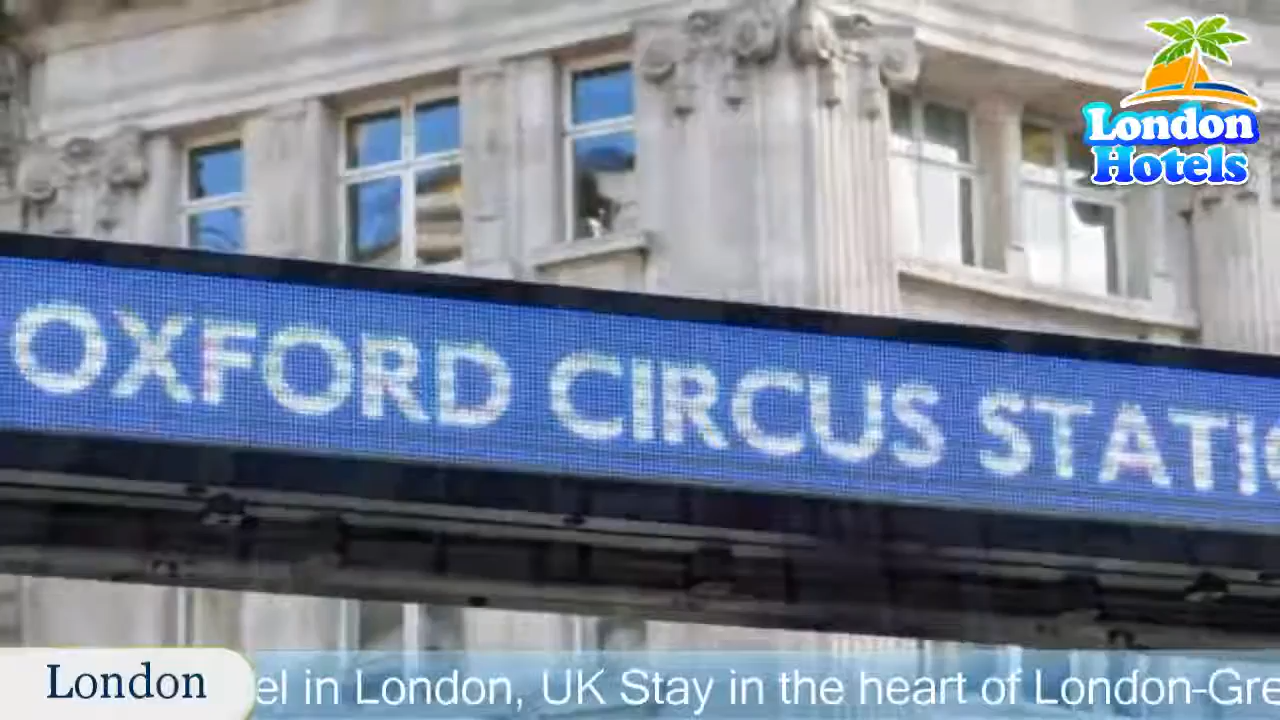 London
Hotels
OXFORD CIRCUS STATI
London
el in London, UK Stay in the heart of London-Gre